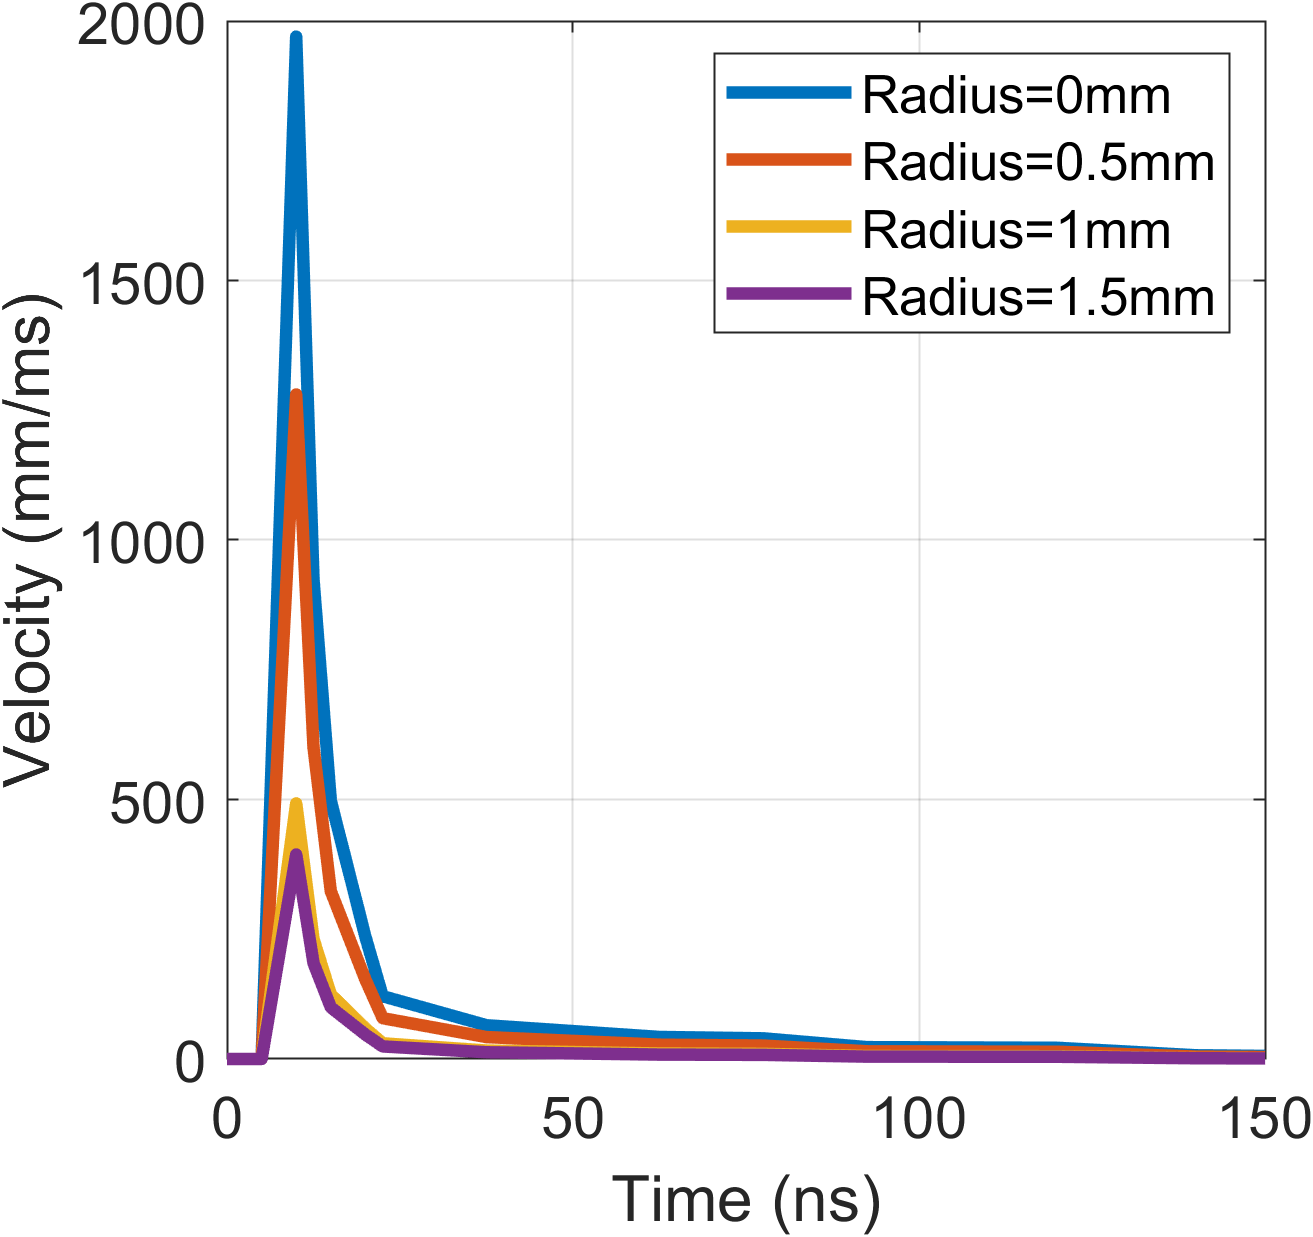 2000
1500
1000
500
0
0
50
100
150
Velocity (mm/ms)
Time (ns)
Radius=0mm
Radius=0.5mm
Radius=1mm
Radius=1.5mm